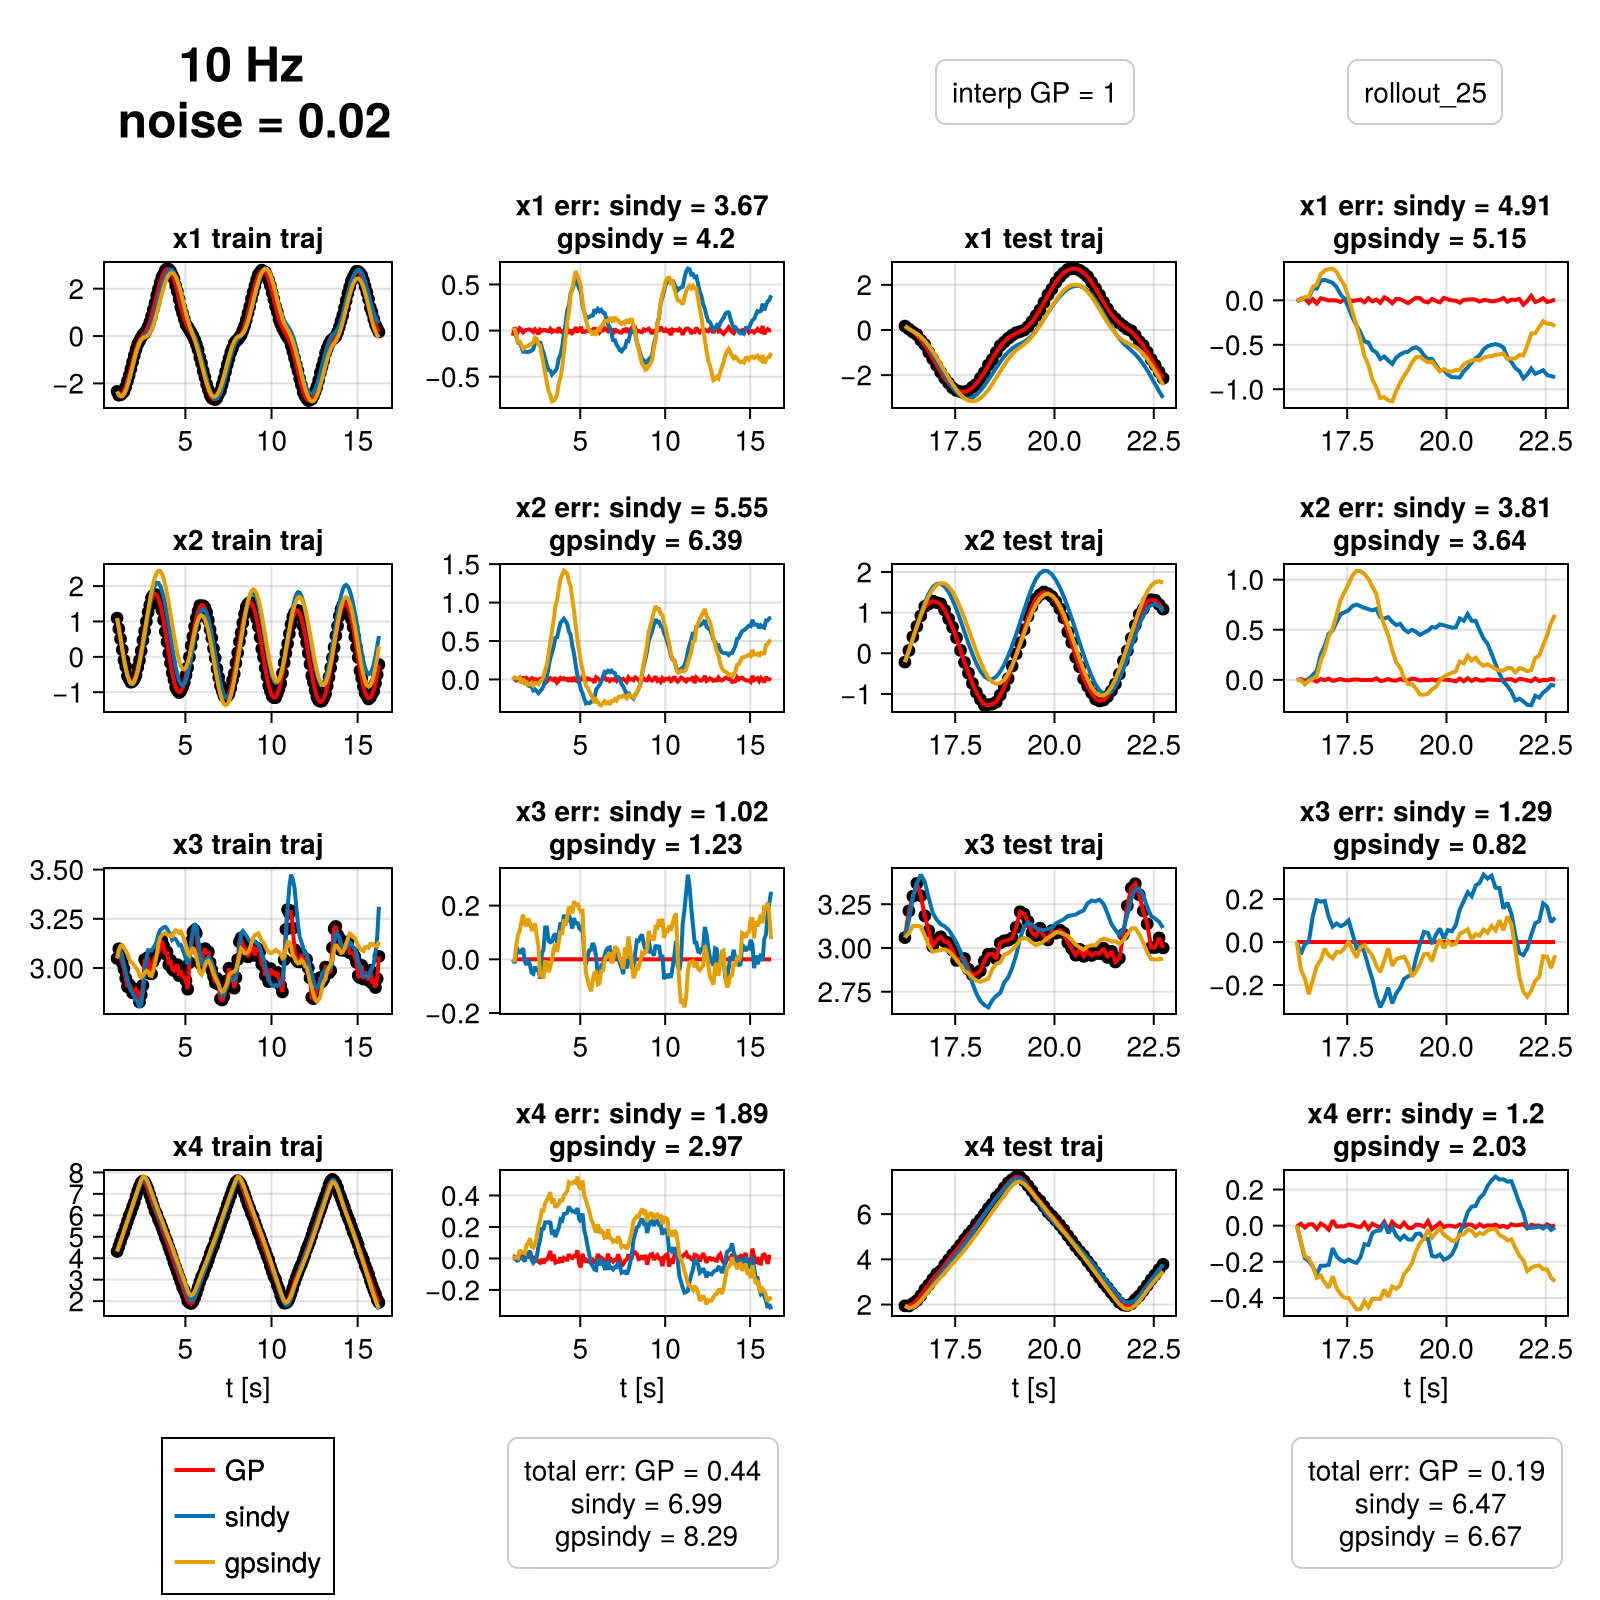 10 Hz
noise = 0.02
interp GP = 1
rollout_25
x1 train traj
2
0
−2
5
10
15
x1 err: sindy = 3.67
gpsindy = 4.2
0.5
0.0
−0.5
5
10
15
x1 test traj
2
0
−2
17.5
20.0
22.5
x1 err: sindy = 4.91
gpsindy = 5.15
0.0
−0.5
−1.0
17.5
20.0
22.5
x2 train traj
2
1
0
−1
5
10
15
x2 err: sindy = 5.55
gpsindy = 6.39
1.5
1.0
0.5
0.0
5
10
15
x2 test traj
2
1
0
−1
17.5
20.0
22.5
x2 err: sindy = 3.81
gpsindy = 3.64
1.0
0.5
0.0
17.5
20.0
22.5
x3 train traj
3.50
3.25
3.00
5
10
15
x3 err: sindy = 1.02
gpsindy = 1.23
0.2
0.0
−0.2
5
10
15
x3 test traj
3.25
3.00
2.75
17.5
20.0
22.5
x3 err: sindy = 1.29
gpsindy = 0.82
0.2
0.0
−0.2
17.5
20.0
22.5
x4 train traj
8
7
6
5
4
3
2
5
10
15
t [s]
x4 err: sindy = 1.89
gpsindy = 2.97
0.4
0.2
0.0
−0.2
5
10
15
t [s]
x4 test traj
6
4
2
17.5
20.0
22.5
t [s]
x4 err: sindy = 1.2
gpsindy = 2.03
0.2
0.0
−0.2
−0.4
17.5
20.0
22.5
t [s]
GP
sindy
gpsindy
total err: GP = 0.44
sindy = 6.99
gpsindy = 8.29
total err: GP = 0.19
sindy = 6.47
gpsindy = 6.67